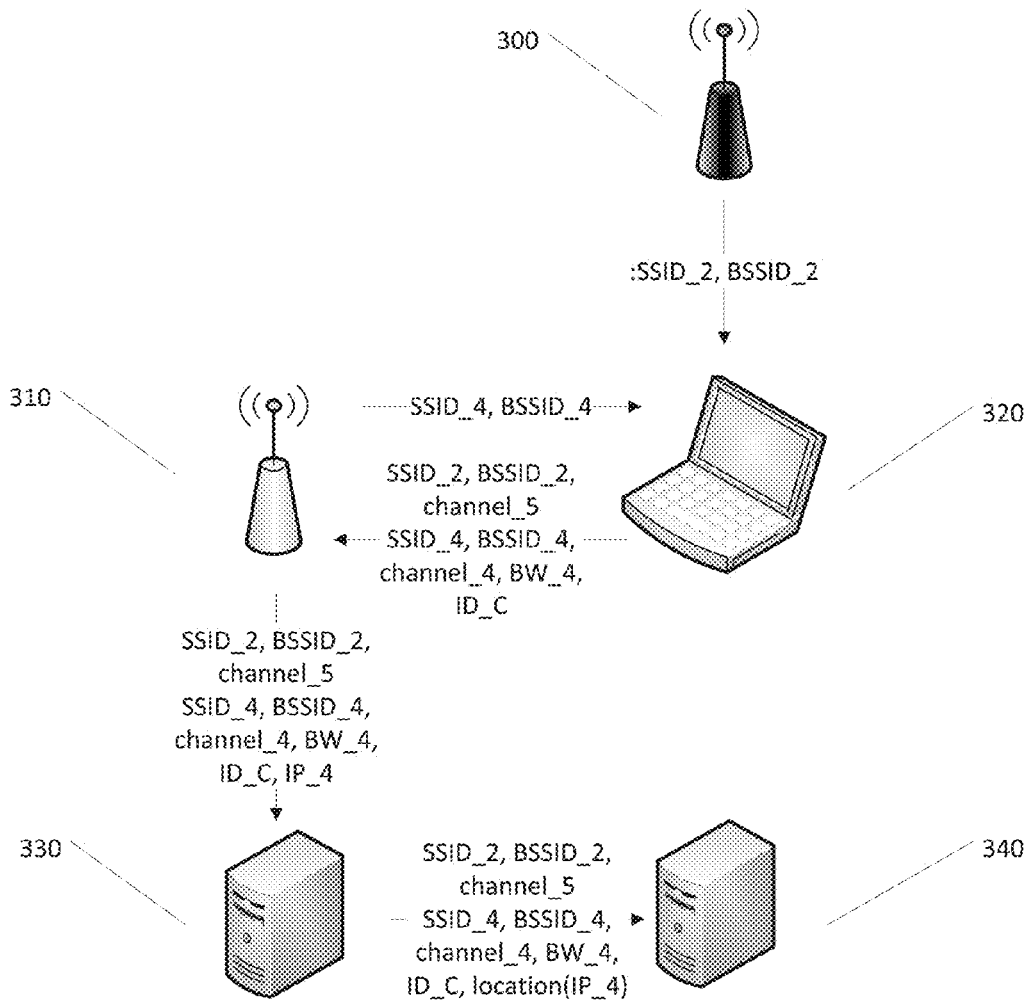 300
:SSID_2, BSSID_2
310
SSID_4, BSSID_4
320
SSID_2, BSSID_2,
channel_5
SSID_4, BSSID_4,
channel_4, BW_4,
ID_C
SSID_2, BSSID_2,
channel_5
SSID_4, BSSID_4,
channel_4, BW_4,
ID_C, IP_4
330
SSID_2, BSSID_2,
channel_5
SSID_4, BSSID_4,
channel_4, BW_4,
ID_C, location(IP_4)
340